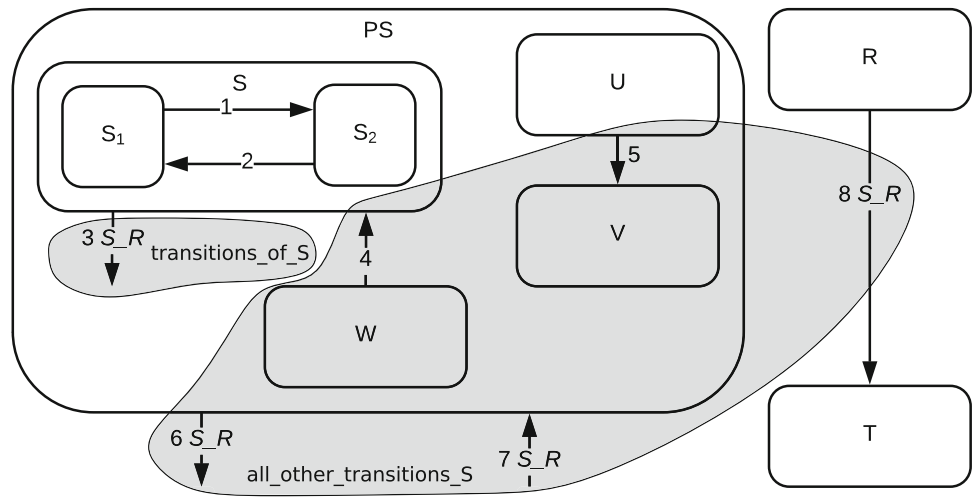 PS
R
S
U
1
S1
S2
2
5
8 S_R
3 S_R
transitions_of_S
4
V
W
6 S_R
7 S_R
T
all_other_transitions_S